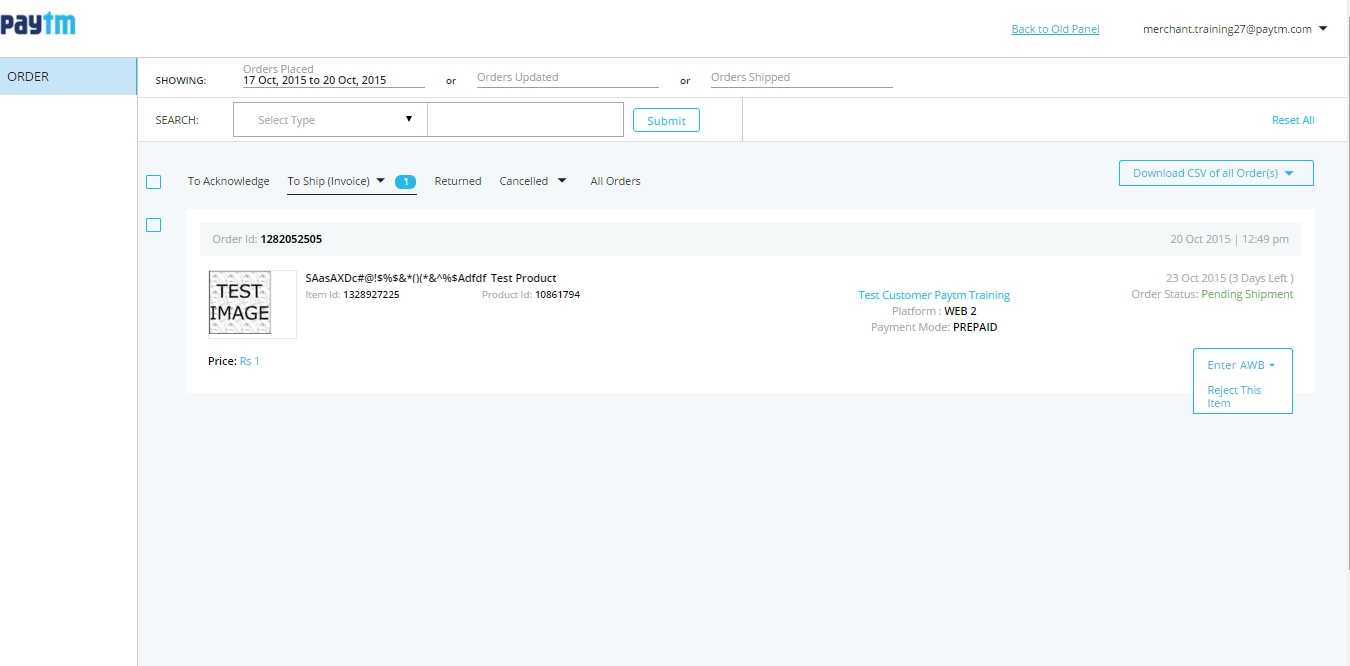 paytm
Back to Old Panel
merchant.training27@paytm.com
ORDER
SHOWING:
Orders Placed
17 Oct, 2015 to 20 Oct, 2015
or
Orders Updated
or
Orders Shipped
SEARCH:
Select Type
Submit
Reset All
To Acknowledge
To Ship (Invoice)
1
Returned
Cancelled
All Orders
Download CSV of all Order(s)
Order Id: 1282052505
20 Oct 2015 | 12:49 pm
TEST
IMAGE
SAasAXDc#@!$%$&*()(*&^%$Adfdf Test Product
Item Id: 1328927225
Product Id: 10861794
Test Customer Paytm Training
Platform : WEB 2
Payment Mode: PREPAID
23 Oct 2015 (3 Days Left )
Order Status: Pending Shipment
Price: Rs 1
Enter AWB
Reject This
Item